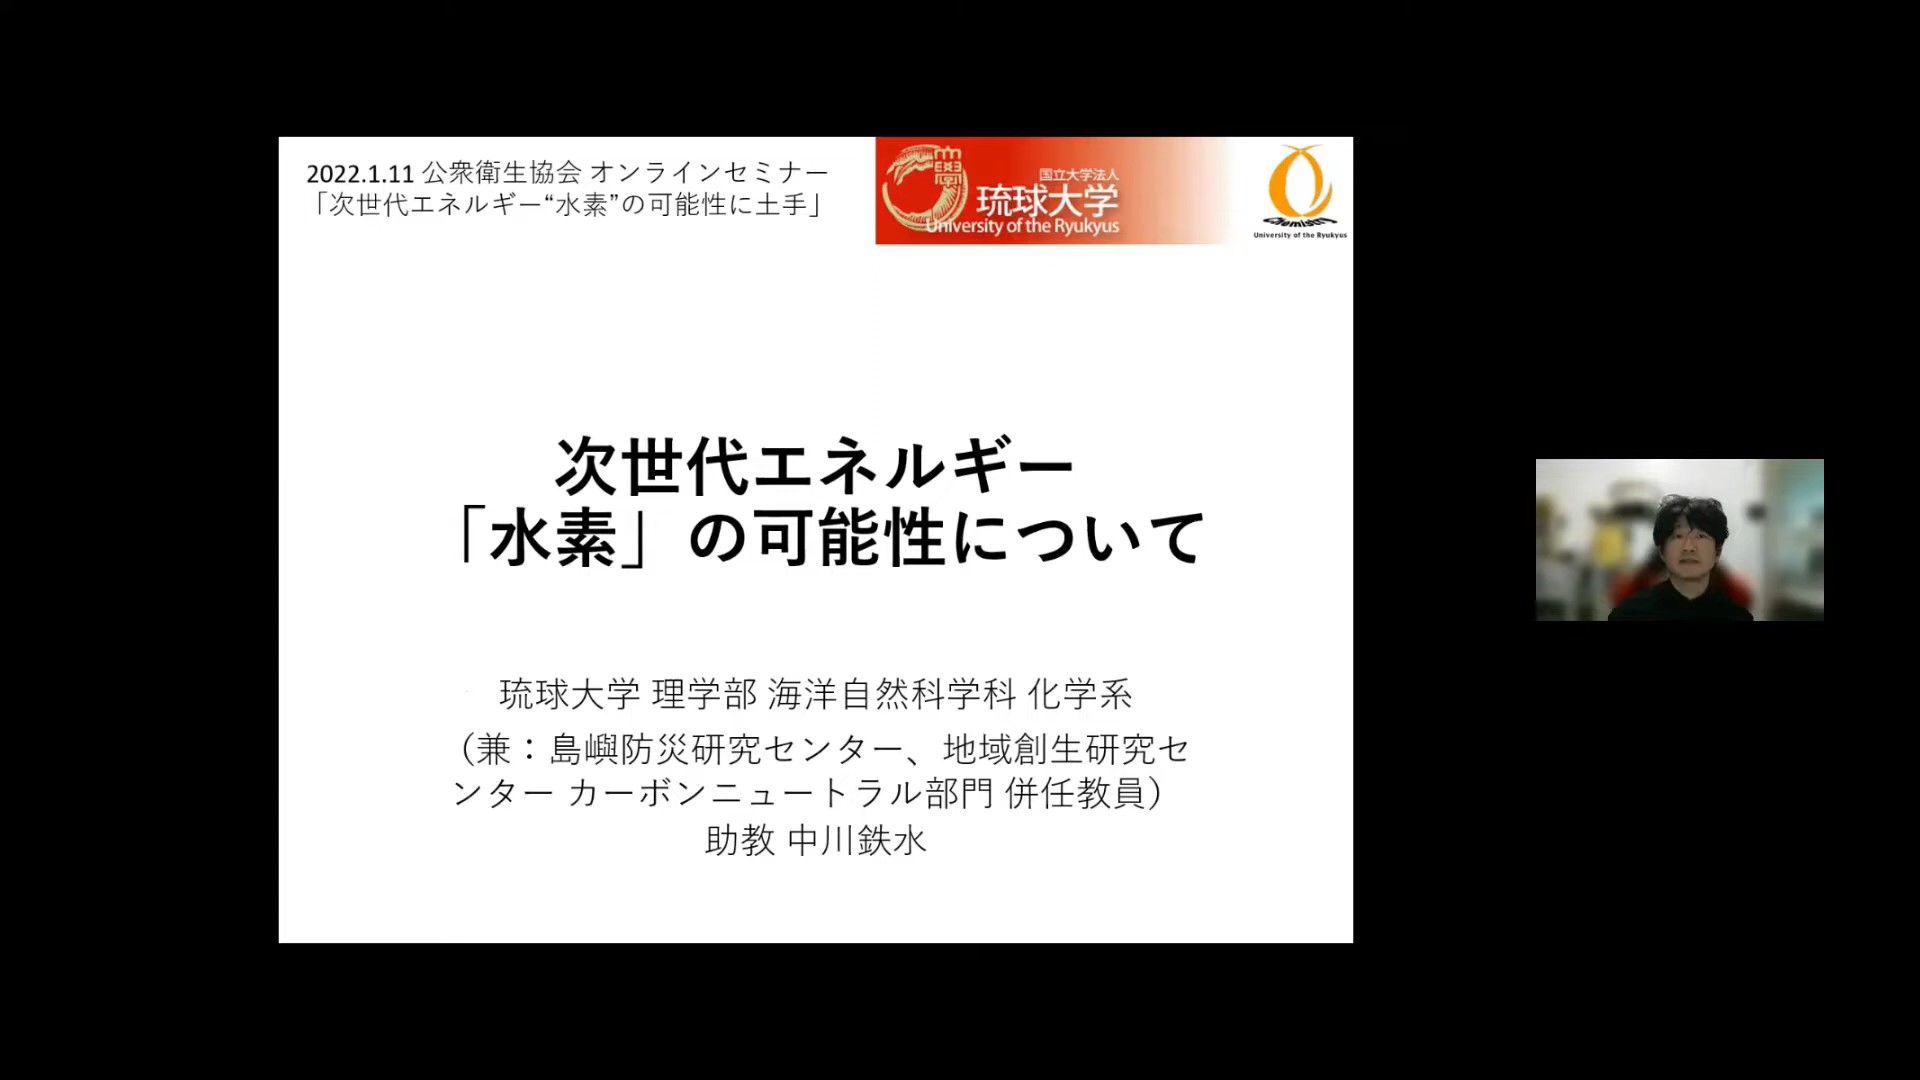 2022.1.11 公衆衛生協会 オンラインセミナー
「次世代エネルギー“水素”の可能性に土手」
国立大学法人
琉球大学
University of the Ryukyus
Chemistry
University of the Ryukyus
次世代エネルギー
「水素」の可能性について
琉球大学 理学部 海洋自然科学科 化学系
（兼：島嶼防災研究センター、地域創生研究セ
ンター カーボンニュートラル部門 併任教員）
助教 中川鉄水